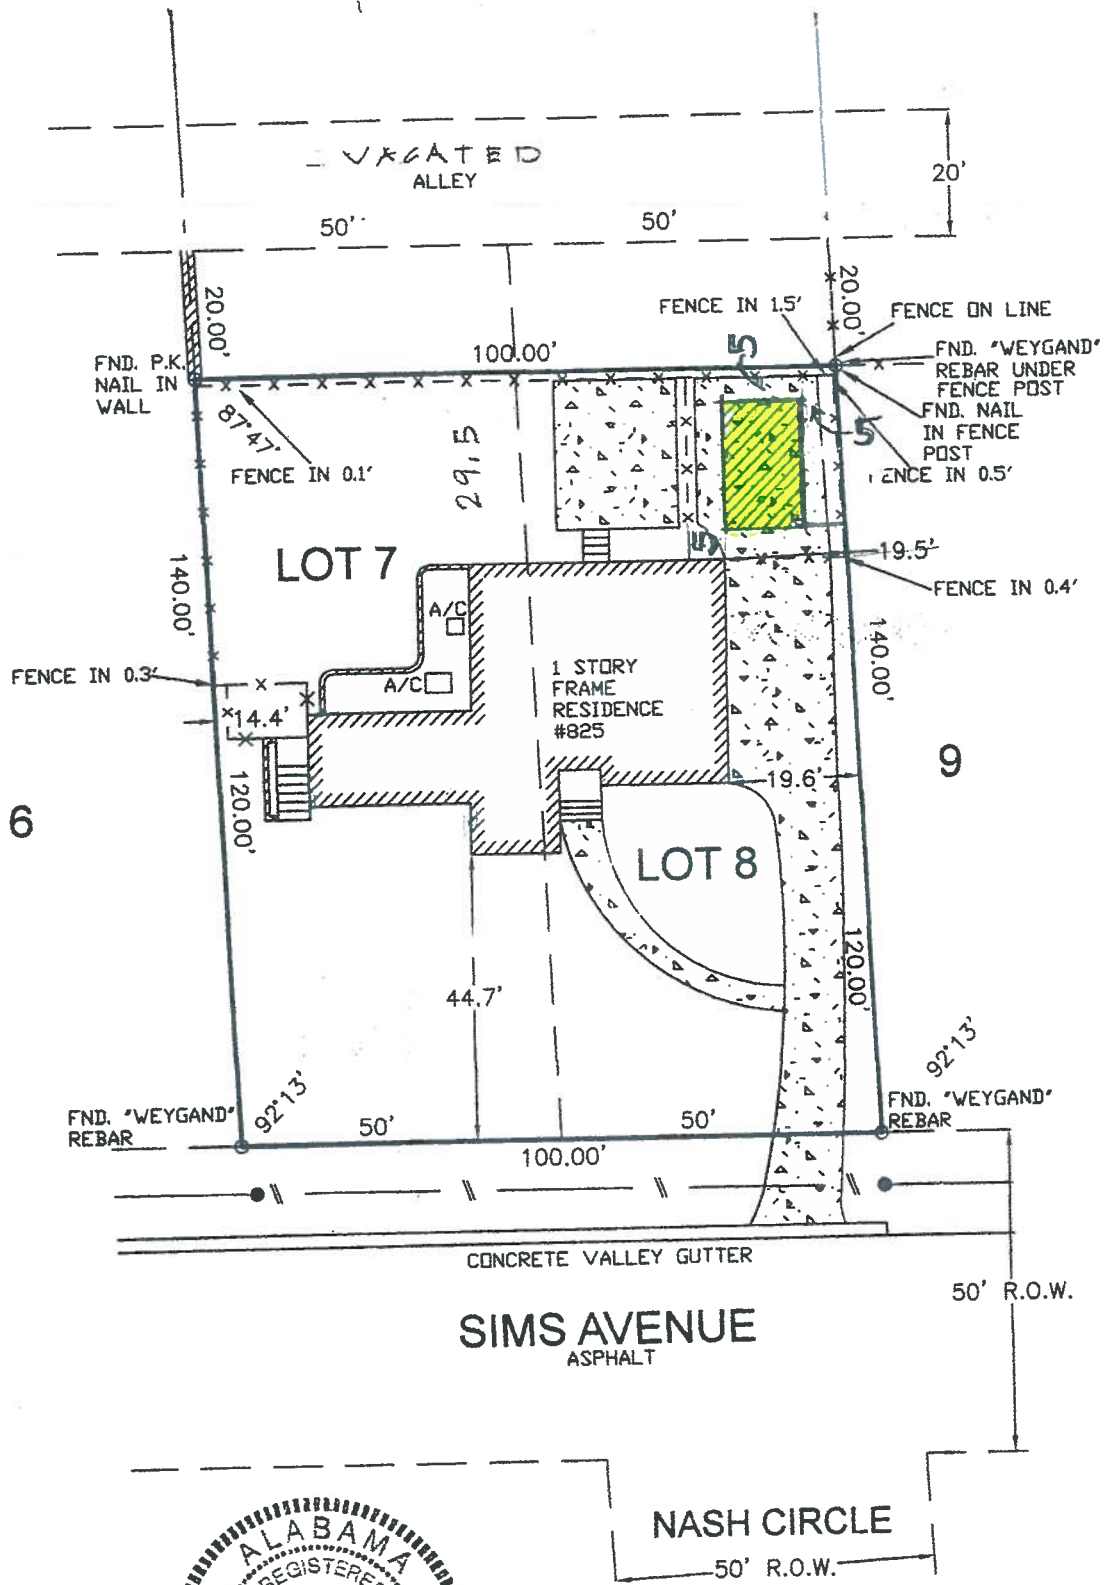 VACATED
ALLEY
20'
50'
50'
20.00'
20.00'
FENCE IN 1.5'
FENCE ON LINE
FND. P.K.
NAIL IN
WALL
100.00'
5
FND. "WEYGAND"
REBAR UNDER
FENCE POST
FND. NAIL
IN FENCE
POST
87°47'
FENCE IN 0.1'
29.5
5
FENCE IN 0.5'
LOT 7
5
19.5'
FENCE IN 0.4'
140.00'
A/C
140.00'
FENCE IN 0.3'
A/C
1 STORY
FRAME
RESIDENCE
#825
14.4'
19.6'
9
6
120.00'
LOT 8
120.00'
44.7'
92°13'
92°13'
FND. "WEYGAND"
REBAR
50'
50'
FND. "WEYGAND"
REBAR
100.00'
CONCRETE VALLEY GUTTER
50' R.O.W.
SIMS AVENUE
ASPHALT
NASH CIRCLE
50' R.O.W.
ALABAMA
REGISTERE